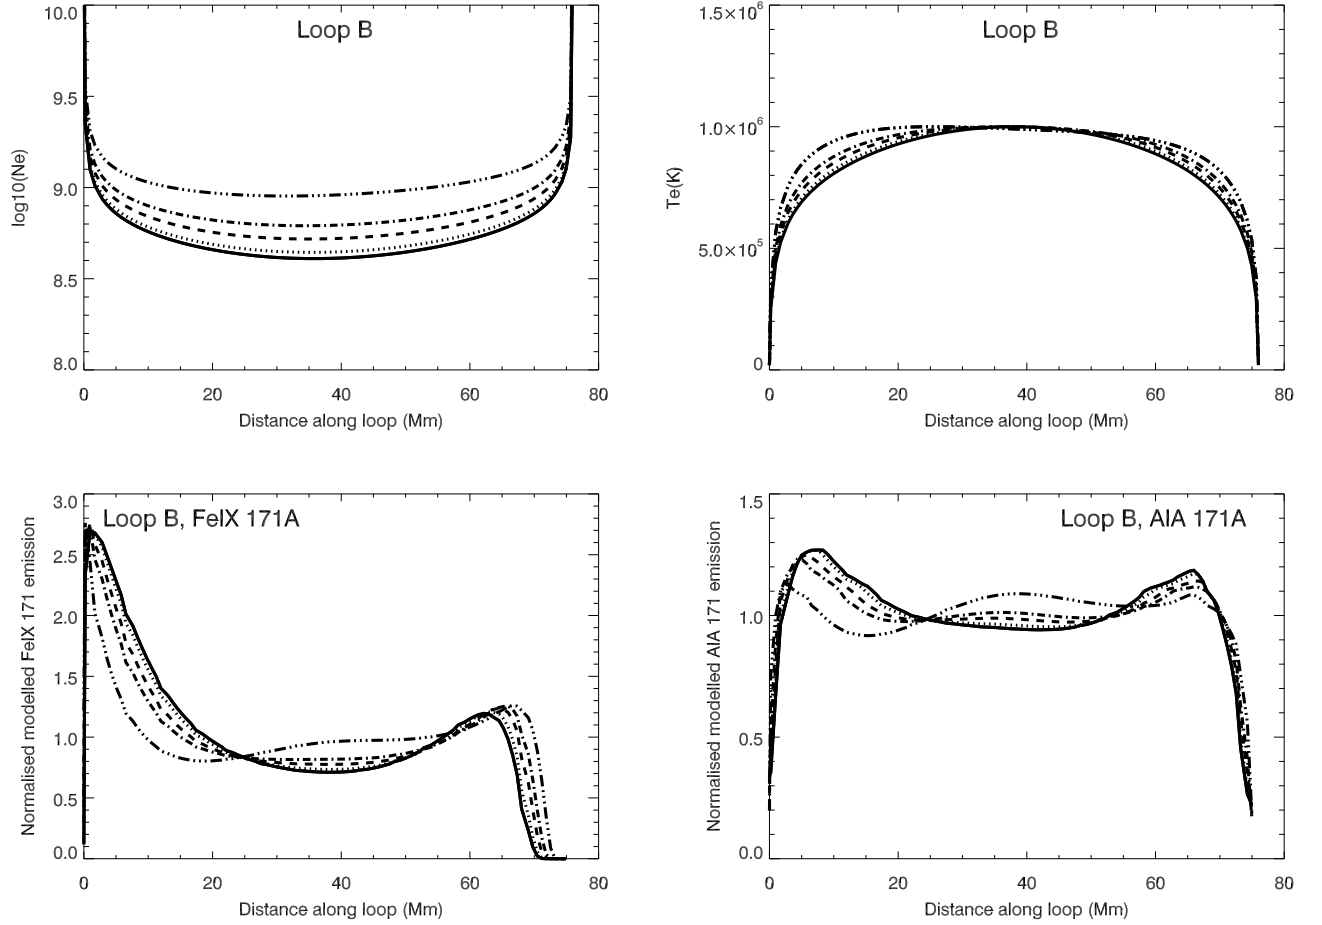 Loop B
10.0
9.5
9.0
8.5
8.0
log10(Ne)
0 20 40 60 80
Distance along loop (Mm)
Loop B
1.5×10⁶
1.0×10⁶
5.0×10⁵
0
Te(K)
0 20 40 60 80
Distance along loop (Mm)
Loop B, FeIX 171A
3.0
2.5
2.0
1.5
1.0
0.5
0.0
Normalised modelled FeIX 171 emission
0 20 40 60 80
Distance along loop (Mm)
Loop B, AIA 171A
1.5
1.0
0.5
0.0
Normalised modelled AIA 171 emission
0 20 40 60 80
Distance along loop (Mm)